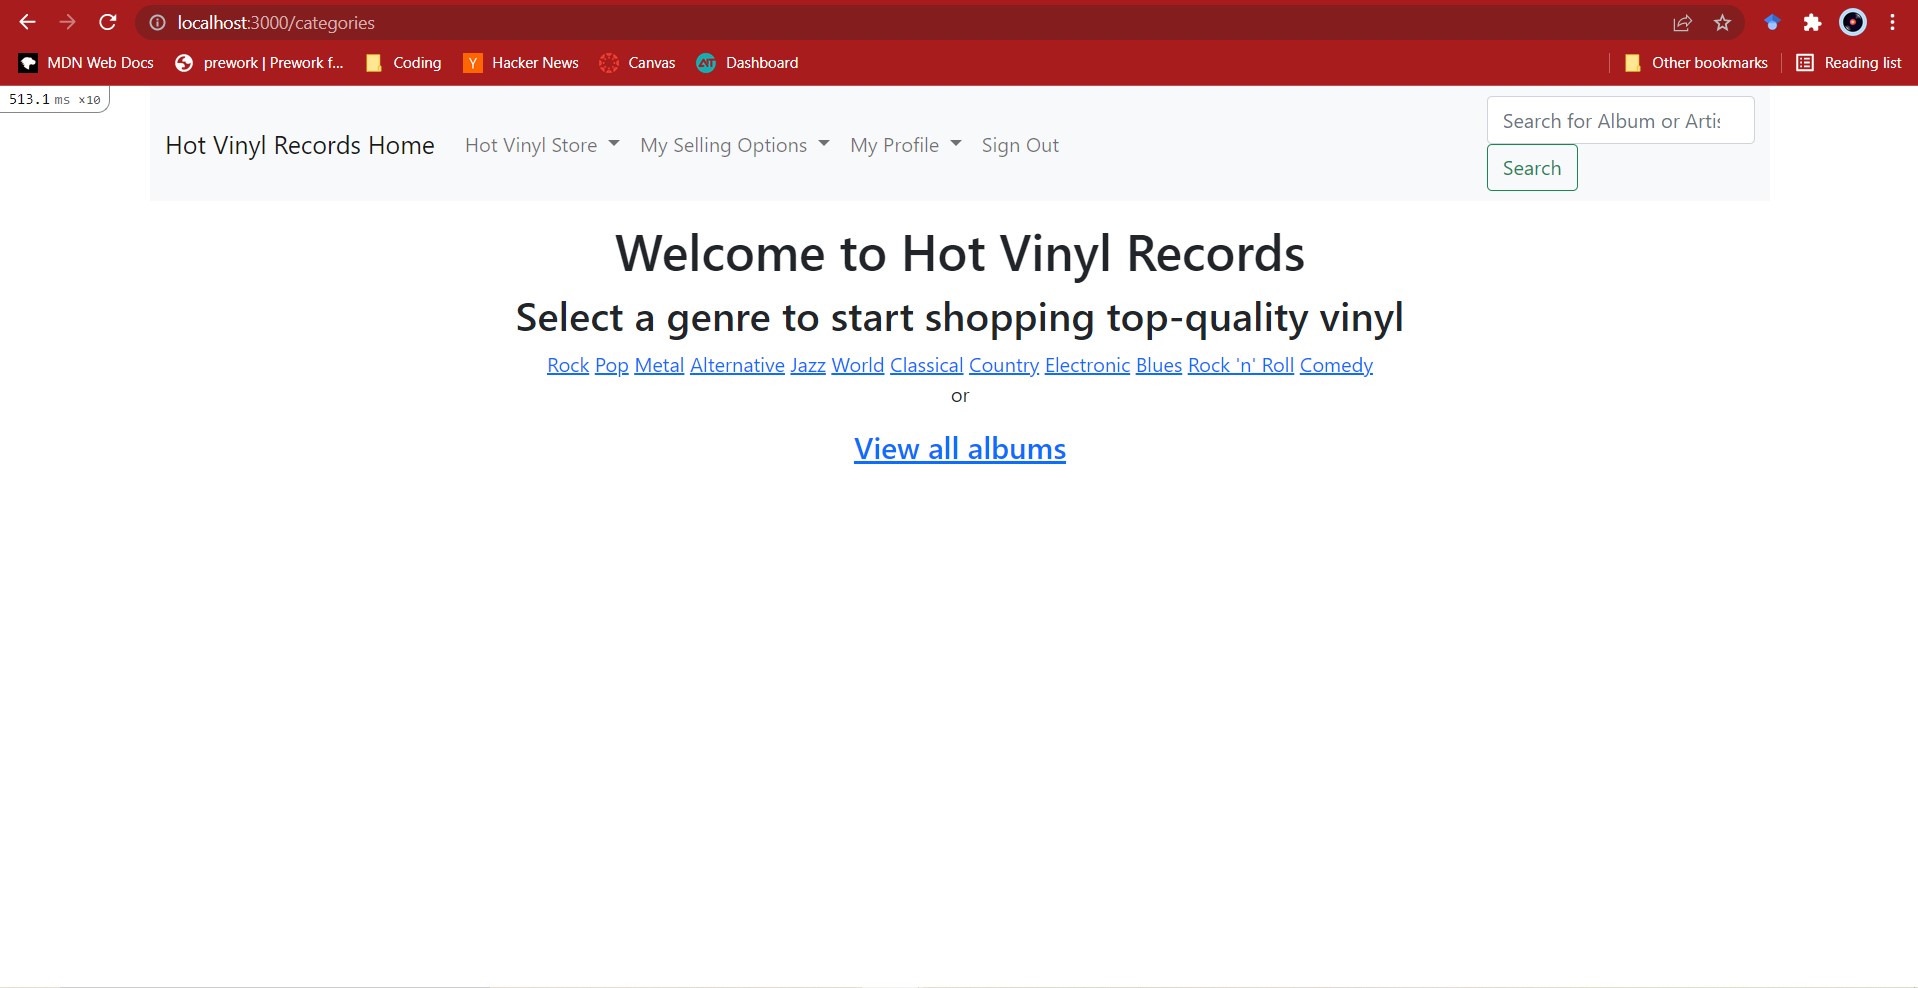 localhost:3000/categories
MDN Web Docs prework | Prework f... Coding Y Hacker News Canvas AIT Dashboard Other bookmarks Reading list
513.1 ms x10
Hot Vinyl Records Home Hot Vinyl Store My Selling Options My Profile Sign Out
Search for Album or Artis
Search
Welcome to Hot Vinyl Records
Select a genre to start shopping top-quality vinyl
Rock Pop Metal Alternative Jazz World Classical Country Electronic Blues Rock 'n' Roll Comedy
or
View all albums